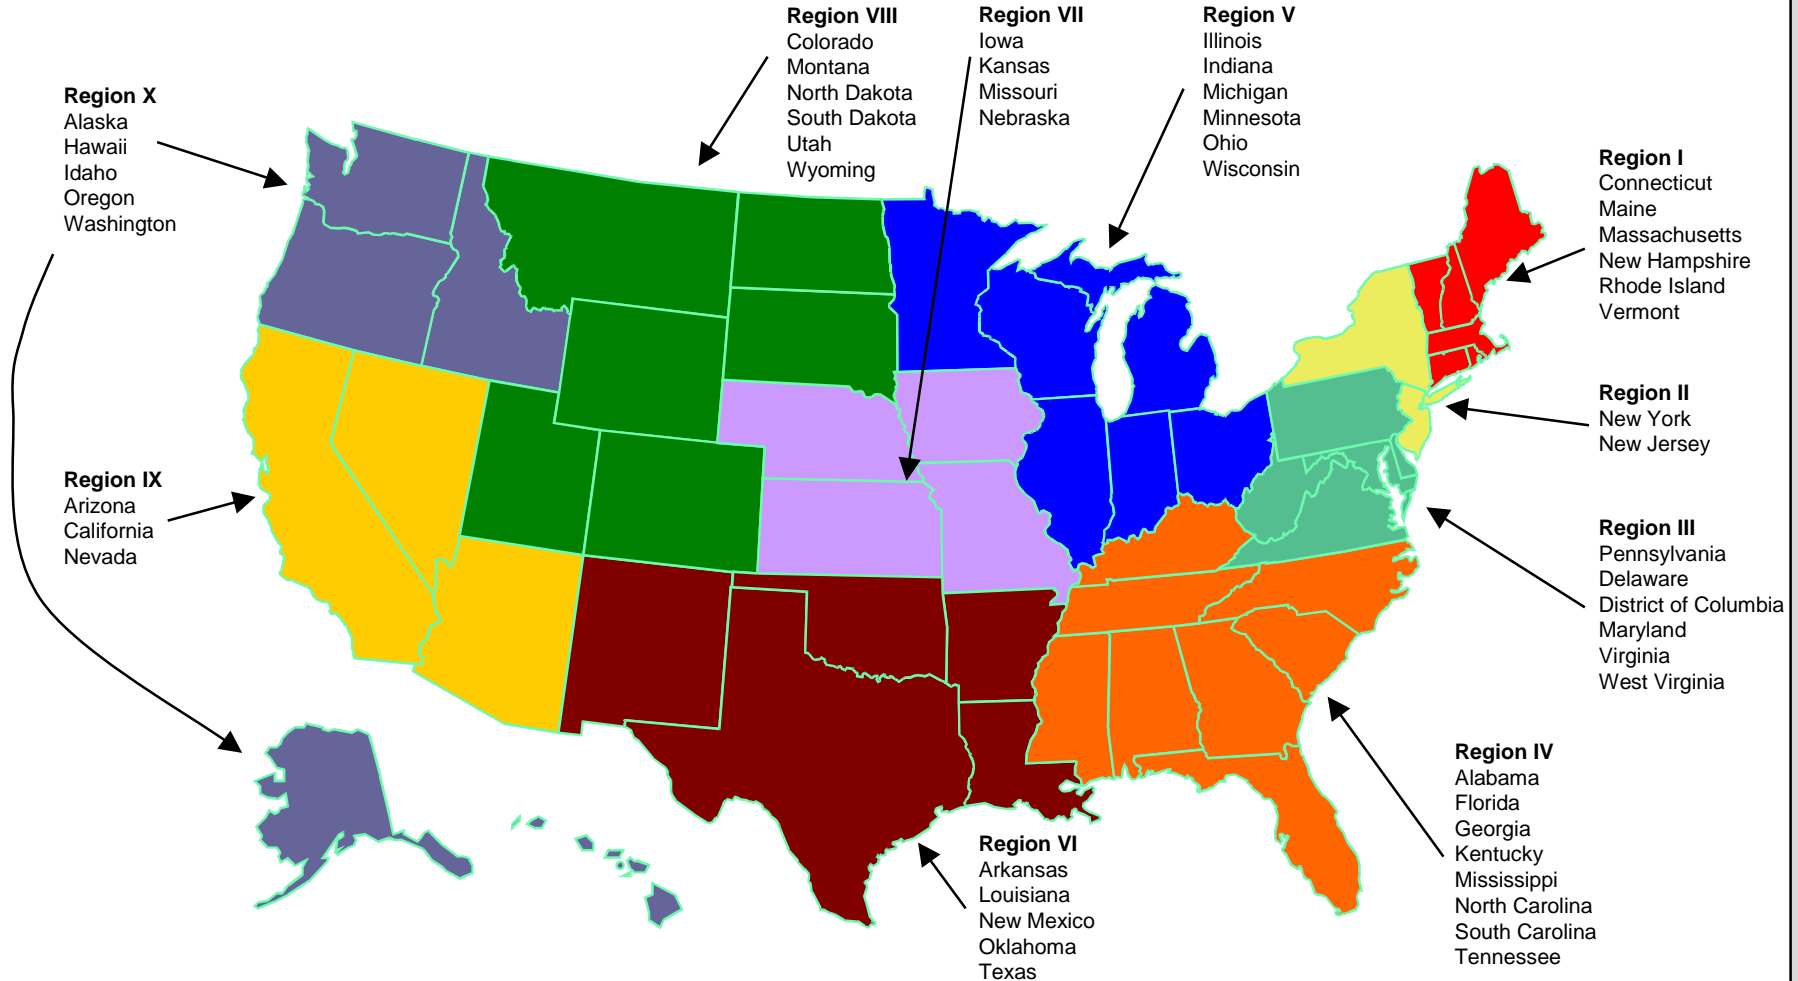 Region VIII
Colorado
Montana
North Dakota
South Dakota
Utah
Wyoming
Region VII
Iowa
Kansas
Missouri
Nebraska
Region V
Illinois
Indiana
Michigan
Minnesota
Ohio
Wisconsin
Region X
Alaska
Hawaii
Idaho
Oregon
Washington
Region I
Connecticut
Maine
Massachusetts
New Hampshire
Rhode Island
Vermont
Region II
New York
New Jersey
Region IX
Arizona
California
Nevada
Region III
Pennsylvania
Delaware
District of Columbia
Maryland
Virginia
West Virginia
Region IV
Alabama
Florida
Georgia
Kentucky
Mississippi
North Carolina
South Carolina
Tennessee
Region VI
Arkansas
Louisiana
New Mexico
Oklahoma
Texas